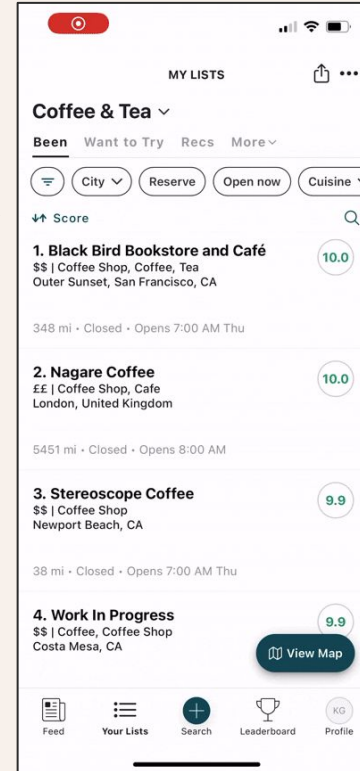 MY LISTS
Coffee & Tea
Been Want to Try Recs More
City Reserve Open now Cuisine
Score
1. Black Bird Bookstore and Café
10.0
$$ | Coffee Shop, Coffee, Tea
Outer Sunset, San Francisco, CA
348 mi • Closed • Opens 7:00 AM Thu
2. Nagare Coffee
10.0
££ | Coffee Shop, Cafe
London, United Kingdom
5451 mi • Closed • Opens 8:00 AM
3. Stereoscope Coffee
9.9
$$ | Coffee Shop
Newport Beach, CA
38 mi • Closed • Opens 7:00 AM Thu
4. Work In Progress
9.9
$$ | Coffee, Coffee Shop
Costa Mesa, CA
View Map
KG
Feed Your Lists Search Leaderboard Profile